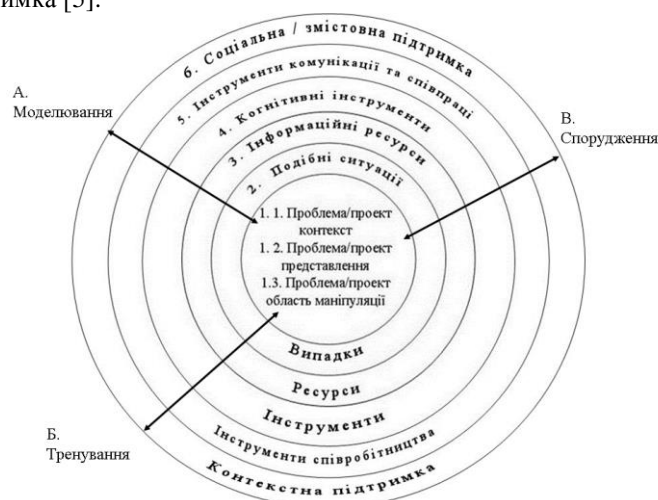 римка [5].
6. Соціальна / змістовна підтримка
5. Інструменти комунікації та співпраці
4. Когнітивні інструменти
3. Інформаційні ресурси
2. Подібні ситуації
А.
Моделювання
В.
Спорудження
1. 1. Проблема/проект
контекст
1. 2. Проблема/проект
представлення
1.3. Проблема/проект
область маніпуляції
Випадки
Ресурси
Інструменти
Інструменти співробітництва
Контекстна підтримка
Б.
Тренування